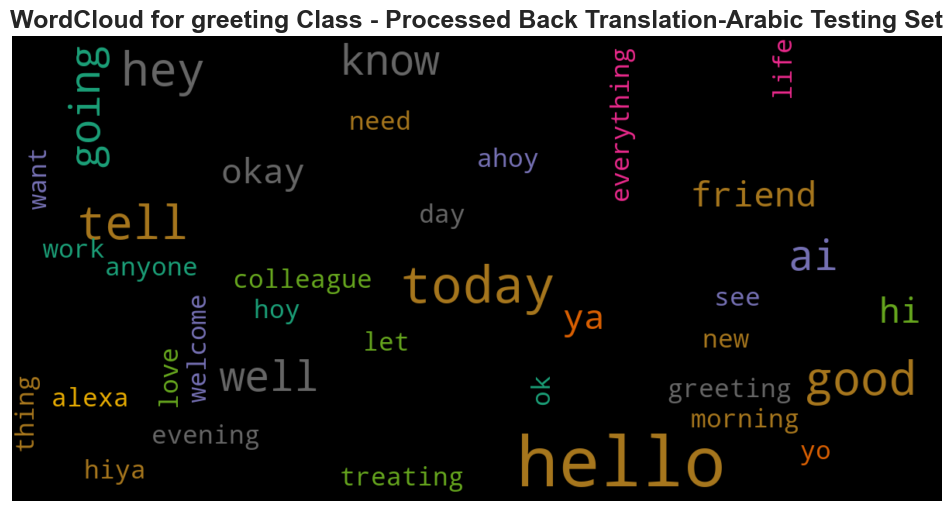 WordCloud for greeting Class - Processed Back Translation-Arabic Testing Set
going
hey
know
everything
life
need
want
okay
ahoy
friend
tell
day
work
anyone
ai
colleague
today
hoy
welcome
see
hi
ya
let
new
love
well
ok
greeting
good
thing
alexa
morning
evening
hello
yo
hiya
treating